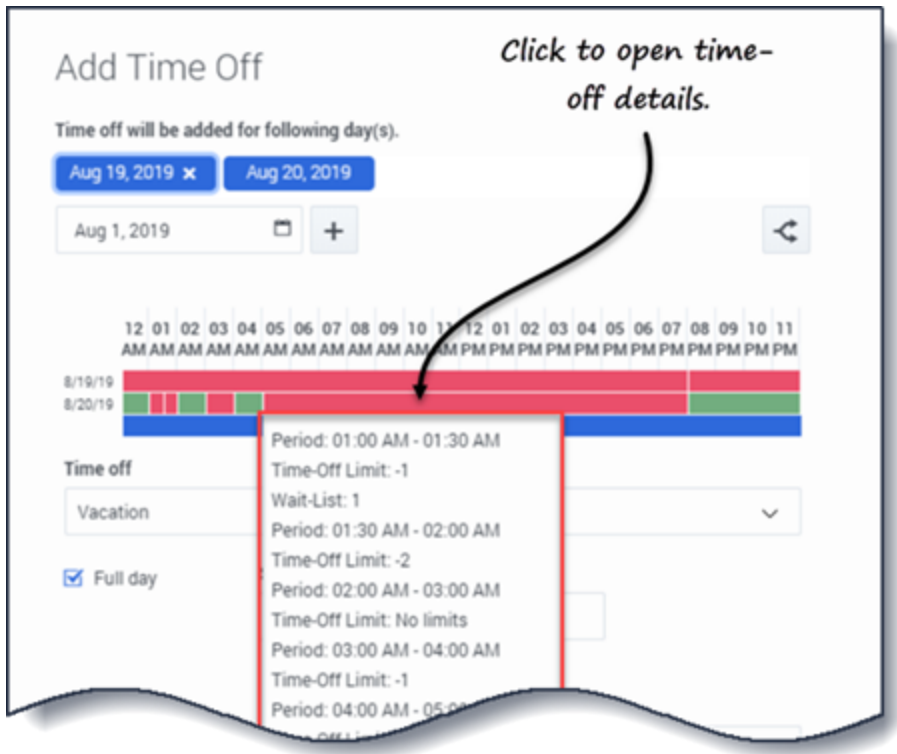 Add Time Off
Click to open time-
off details.
Time off will be added for following day(s).
Aug 19, 2019 × Aug 20, 2019
Aug 1, 2019 +
12 01 02 03 04 05 06 07 08 09 10 11 12 01 02 03 04 05 06 07 08 09 10 11
AM AM AM AM AM AM AM AM AM AM AM AM PM PM PM PM PM PM PM PM PM PM PM PM
8/19/19
8/20/19
Time off
Vacation
Full day
Period: 01:00 AM - 01:30 AM
Time-Off Limit: -1
Wait-List: 1
Period: 01:30 AM - 02:00 AM
Time-Off Limit: -2
Period: 02:00 AM - 03:00 AM
Time-Off Limit: No limits
Period: 03:00 AM - 04:00 AM
Time-Off Limit: -1
Period: 04:00 AM - 05: